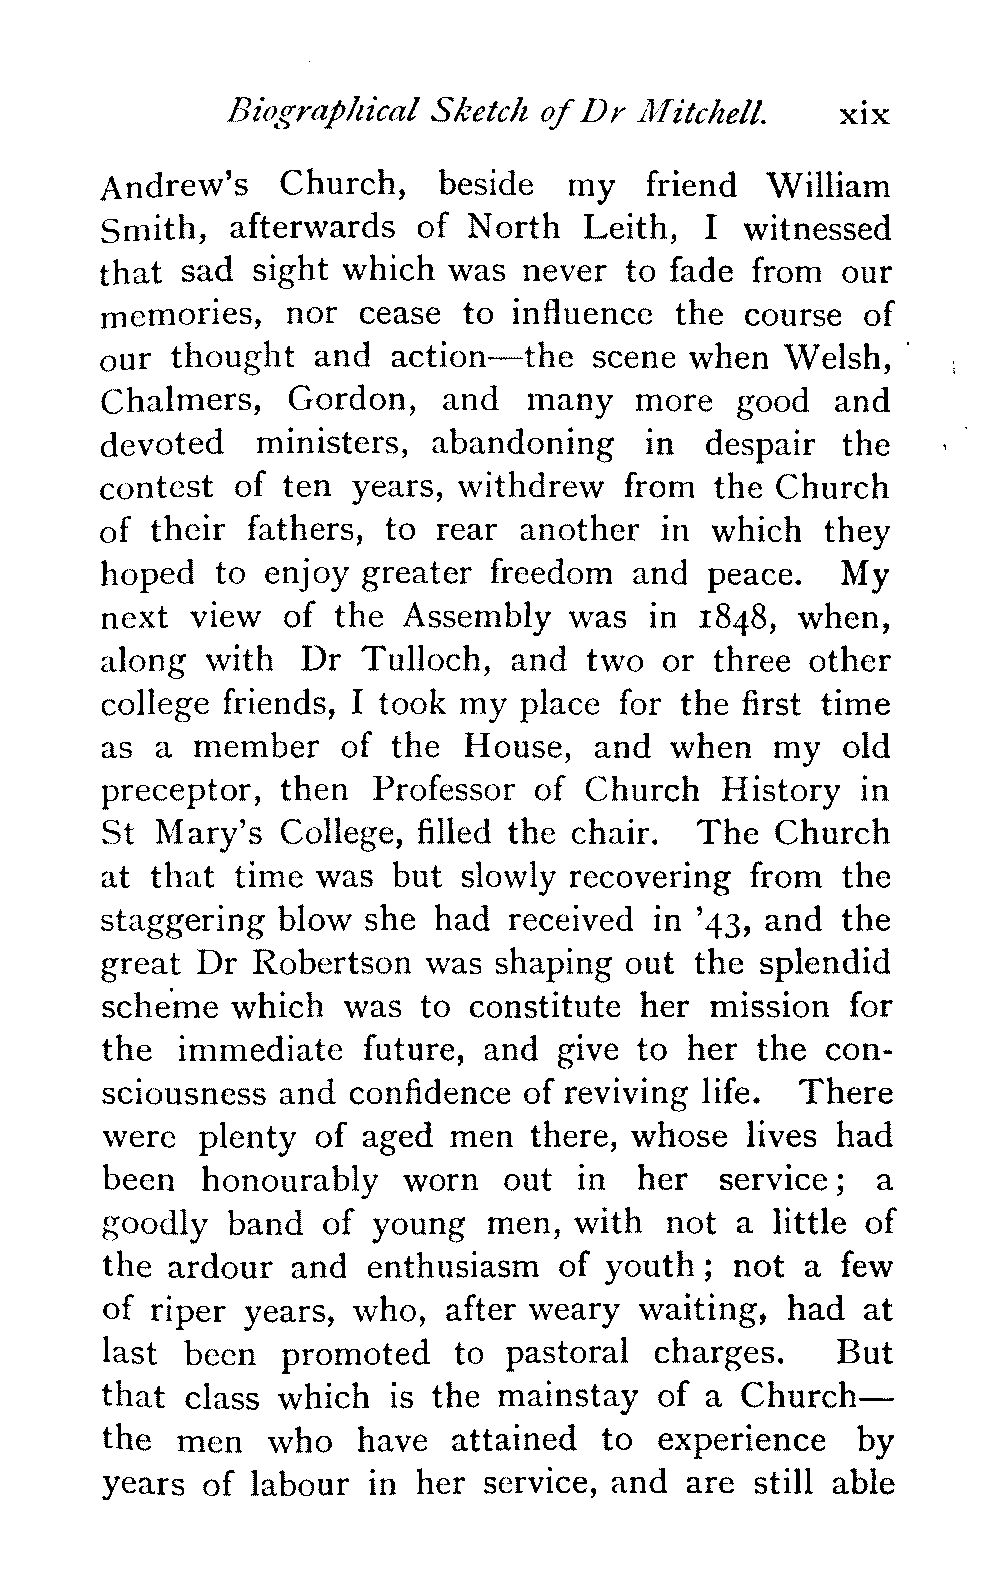 Biographical Sketch of Dr Mitchell. xix
Andrew's Church, beside my friend William
Smith, afterwards of North Leith, I witnessed
that sad sight which was never to fade from our
memories, nor cease to influence the course of
our thought and action—the scene when Welsh,
Chalmers, Gordon, and many more good and
devoted ministers, abandoning in despair the
contest of ten years, withdrew from the Church
of their fathers, to rear another in which they
hoped to enjoy greater freedom and peace. My
next view of the Assembly was in 1848, when,
along with Dr Tulloch, and two or three other
college friends, I took my place for the first time
as a member of the House, and when my old
preceptor, then Professor of Church History in
St Mary's College, filled the chair. The Church
at that time was but slowly recovering from the
staggering blow she had received in '43, and the
great Dr Robertson was shaping out the splendid
scheme which was to constitute her mission for
the immediate future, and give to her the con-
sciousness and confidence of reviving life. There
were plenty of aged men there, whose lives had
been honourably worn out in her service; a
goodly band of young men, with not a little of
the ardour and enthusiasm of youth; not a few
of riper years, who, after weary waiting, had at
last been promoted to pastoral charges. But
that class which is the mainstay of a Church—
the men who have attained to experience by
years of labour in her service, and are still able